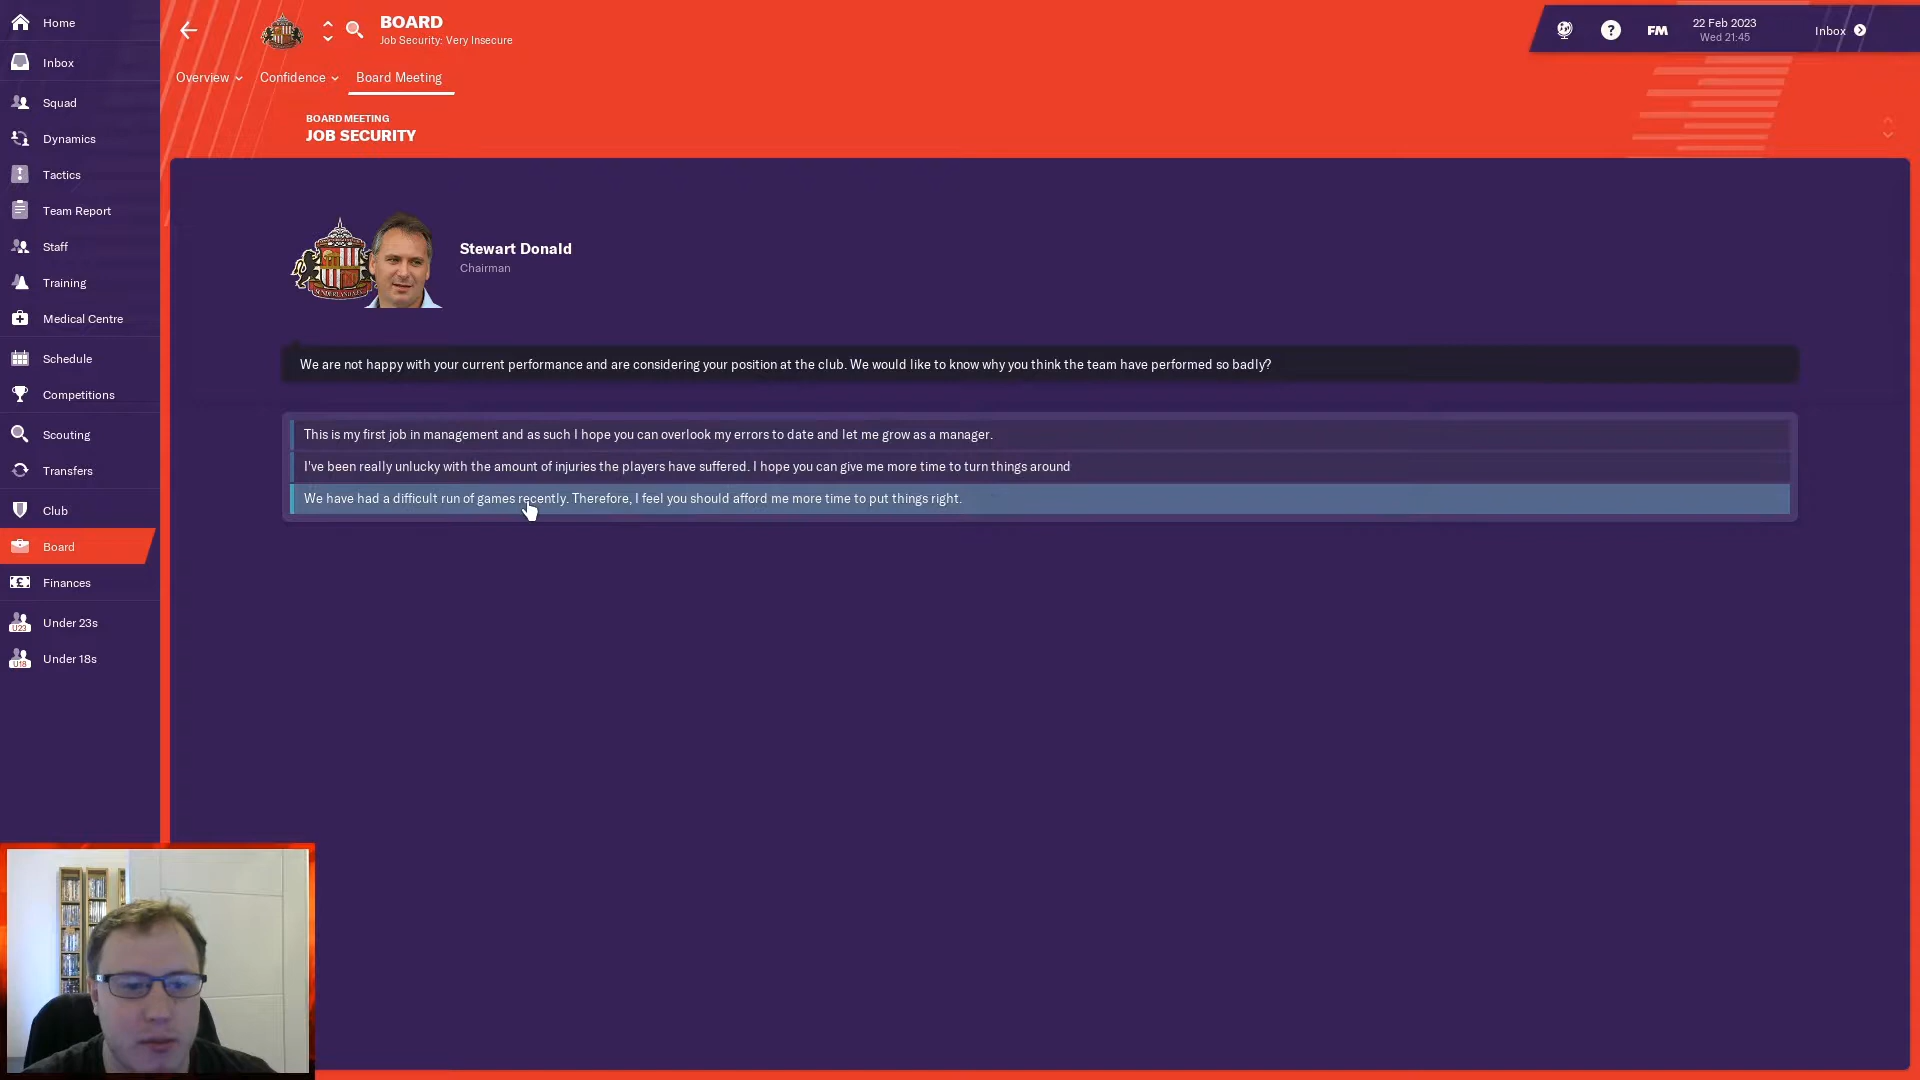 Home
Inbox
Squad
Dynamics
Tactics
Team Report
Staff
Training
Medical Centre
Schedule
Competitions
Scouting
Transfers
Club
Board
Finances
Under 23s
U23
Under 18s
U18
BOARD
Job Security: Very Insecure
?
FM
22 Feb 2023
Wed 21:45
Inbox
Overview
Confidence
Board Meeting
BOARD MEETING
JOB SECURITY
Stewart Donald
Chairman
We are not happy with your current performance and are considering your position at the club. We would like to know why you think the team have performed so badly?
This is my first job in management and as such I hope you can overlook my errors to date and let me grow as a manager.
I've been really unlucky with the amount of injuries the players have suffered. I hope you can give me more time to turn things around
We have had a difficult run of games recently. Therefore, I feel you should afford me more time to put things right.